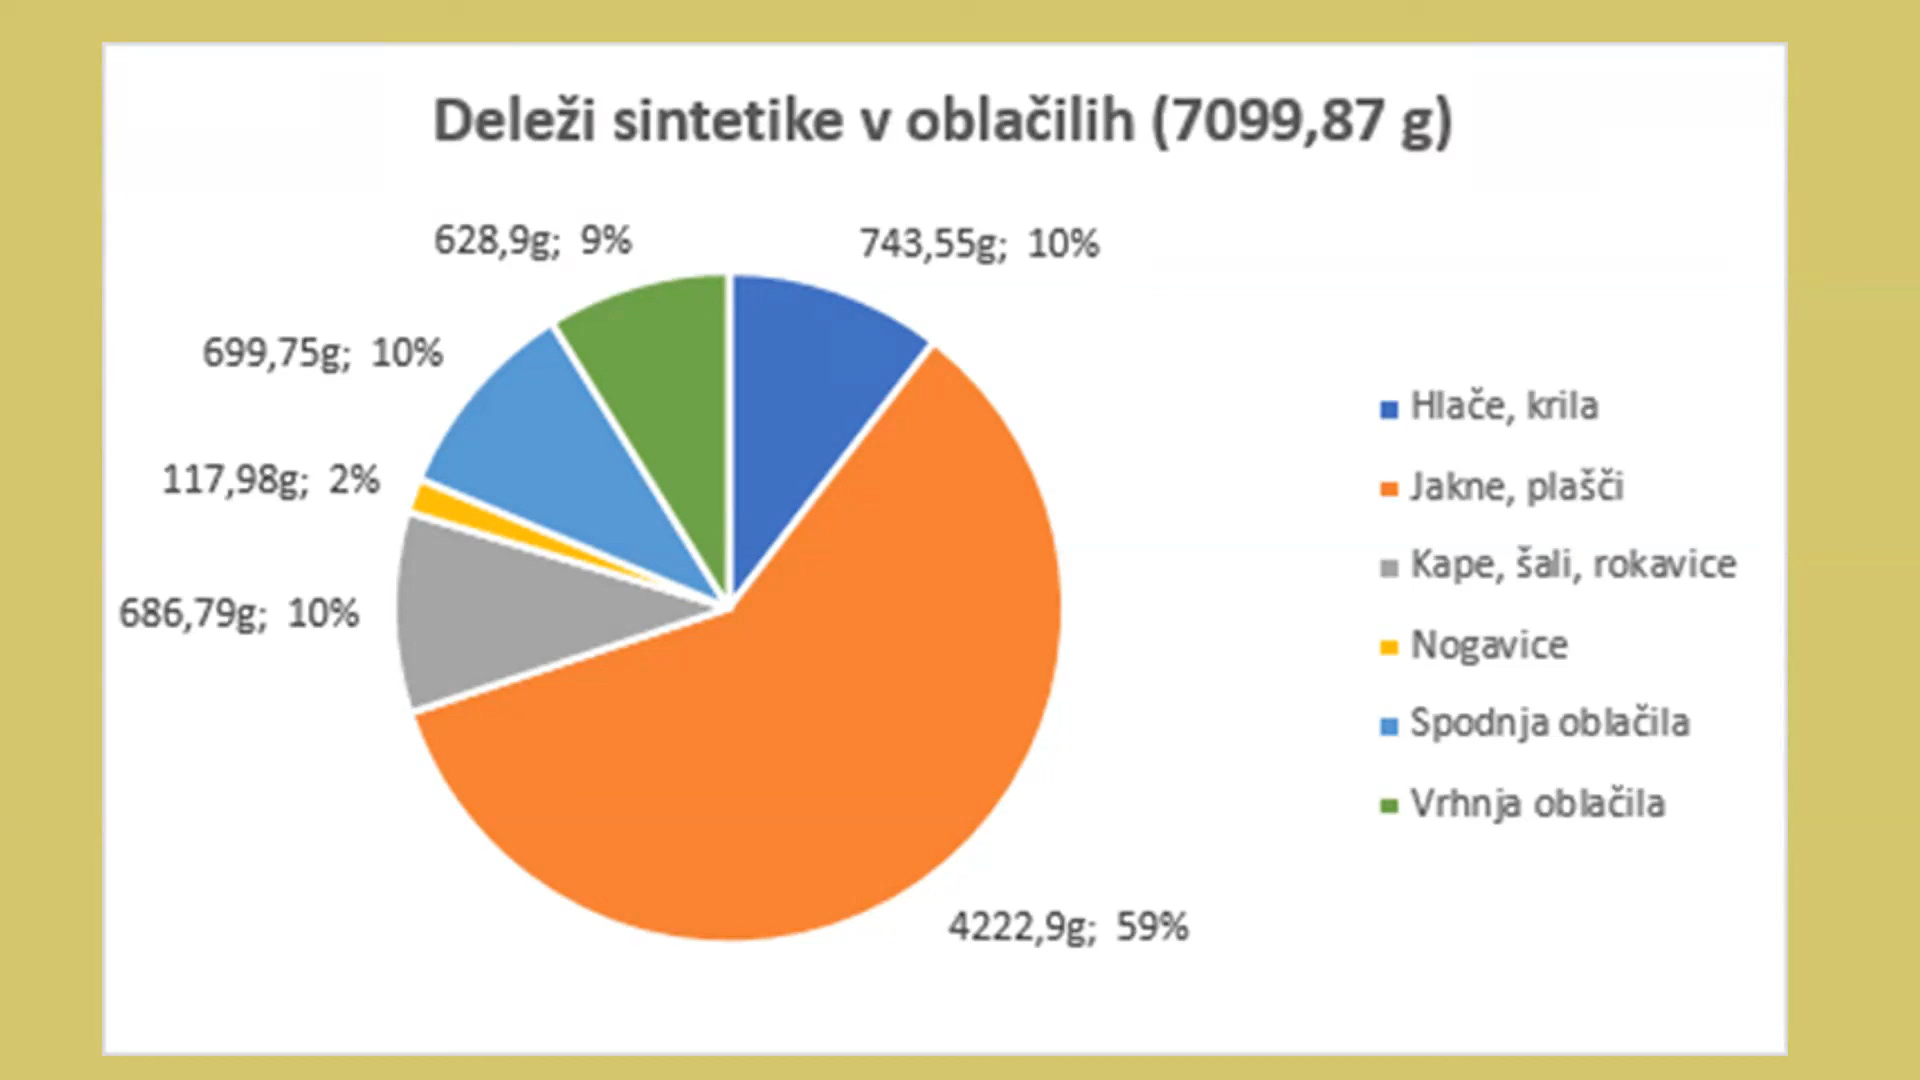 Deleži sintetike v oblačilih (7099,87 g)
628,9g; 9%
743,55g; 10%
699,75g; 10%
117,98g; 2%
686,79g; 10%
4222,9g; 59%
Hlače, krila
Jakne, plašči
Kape, šali, rokavice
Nogavice
Spodnja oblačila
Vrhnja oblačila